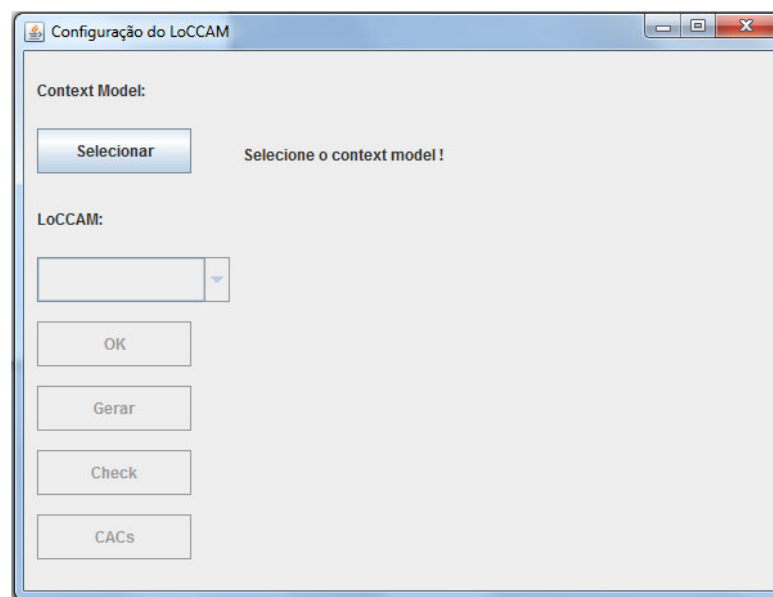 Configuração do LoCCAM
Context Model:
Selecionar
Selecione o context model !
LoCCAM:
OK
Gerar
Check
CACs